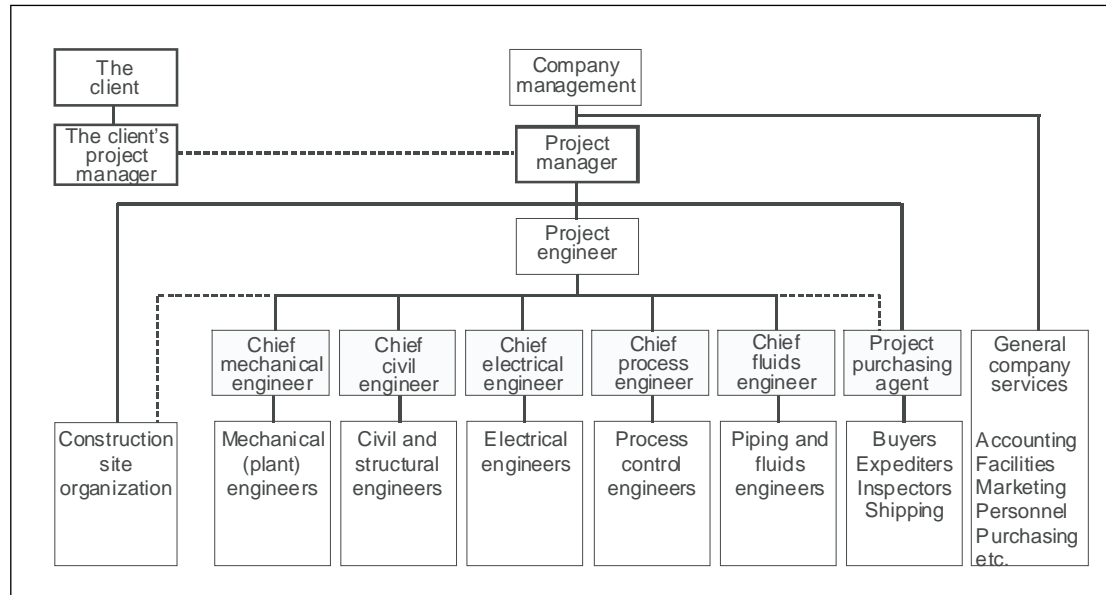 The
client
Company
management
The client's
project
manager
Project
manager
Project
engineer
Chief
mechanical
engineer
Chief
civil
engineer
Chief
electrical
engineer
Chief
process
engineer
Chief
fluids
engineer
Project
purchasing
agent
General
company
services
Accounting
Facilities
Marketing
Personnel
Purchasing
etc.
Construction
site
organization
Mechanical
(plant)
engineers
Civil and
structural
engineers
Electrical
engineers
Process
control
engineers
Piping and
fluids
engineers
Buyers
Expediters
Inspectors
Shipping